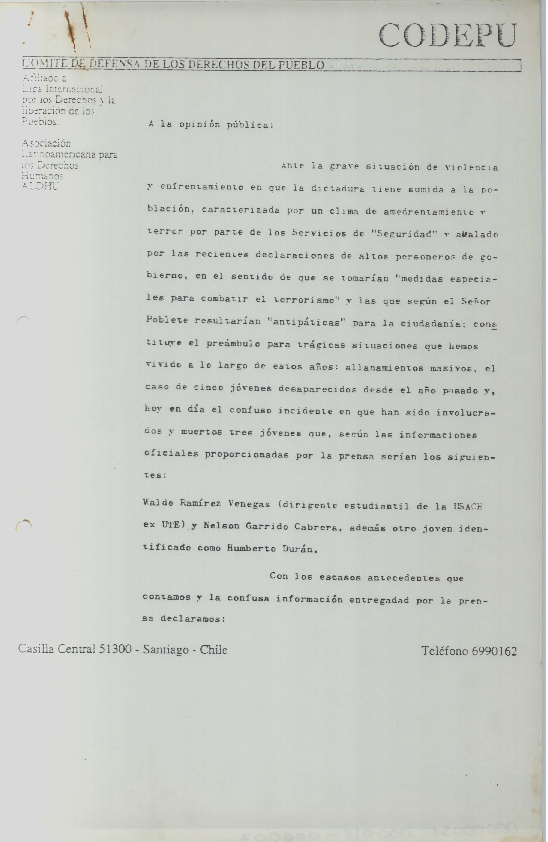 CODEPU
COMITE DE DEFENSA DE LOS DERECHOS DEL PUEBLO
Afiliado a
Liga Internacional
por los Derechos y la
liberación de los
Pueblos.
Asociación
Latinoamericana para
los Derechos
Humanos
ALDHU
A la opinión pública:
Ante la grave situación de violencia
y enfrentamiento en que la dictadura tiene sumida a la po-
blación, caracterizada por un clima de amedrentamiento y
terror por parte de los Servicios de "Seguridad" y avalado
por las recientes declaraciones de altos personeros de go-
bierno, en el sentido de que se tomarían "medidas especia-
les para combatir el terrorismo" y las que según el Señor
Poblete resultarían "antipáticas" para la ciudadanía: cons
tituye el preámbulo para trágicas situaciones que hemos
vivido a lo largo de estos años: allanamientos masivos, el
caso de cinco jóvenes desaparecidos desde el año pasado y,
hoy en día el confuso incidente en que han sido involucra-
dos y muertos tres jóvenes que, según las informaciones
oficiales proporcionadas por la prensa serían los siguien-
tes:
Waldo Ramírez Venegas (dirigente estudiantil de la USACH
ex UTE) y Nelson Garrido Cabrera, además otro joven iden-
tificado como Humberto Durán.
Con los escasos antecedentes que
contamos y la confusa información entregadad por la pren-
sa declaramos:
Casilla Central 51300 - Santiago - Chile
Teléfono 6990162